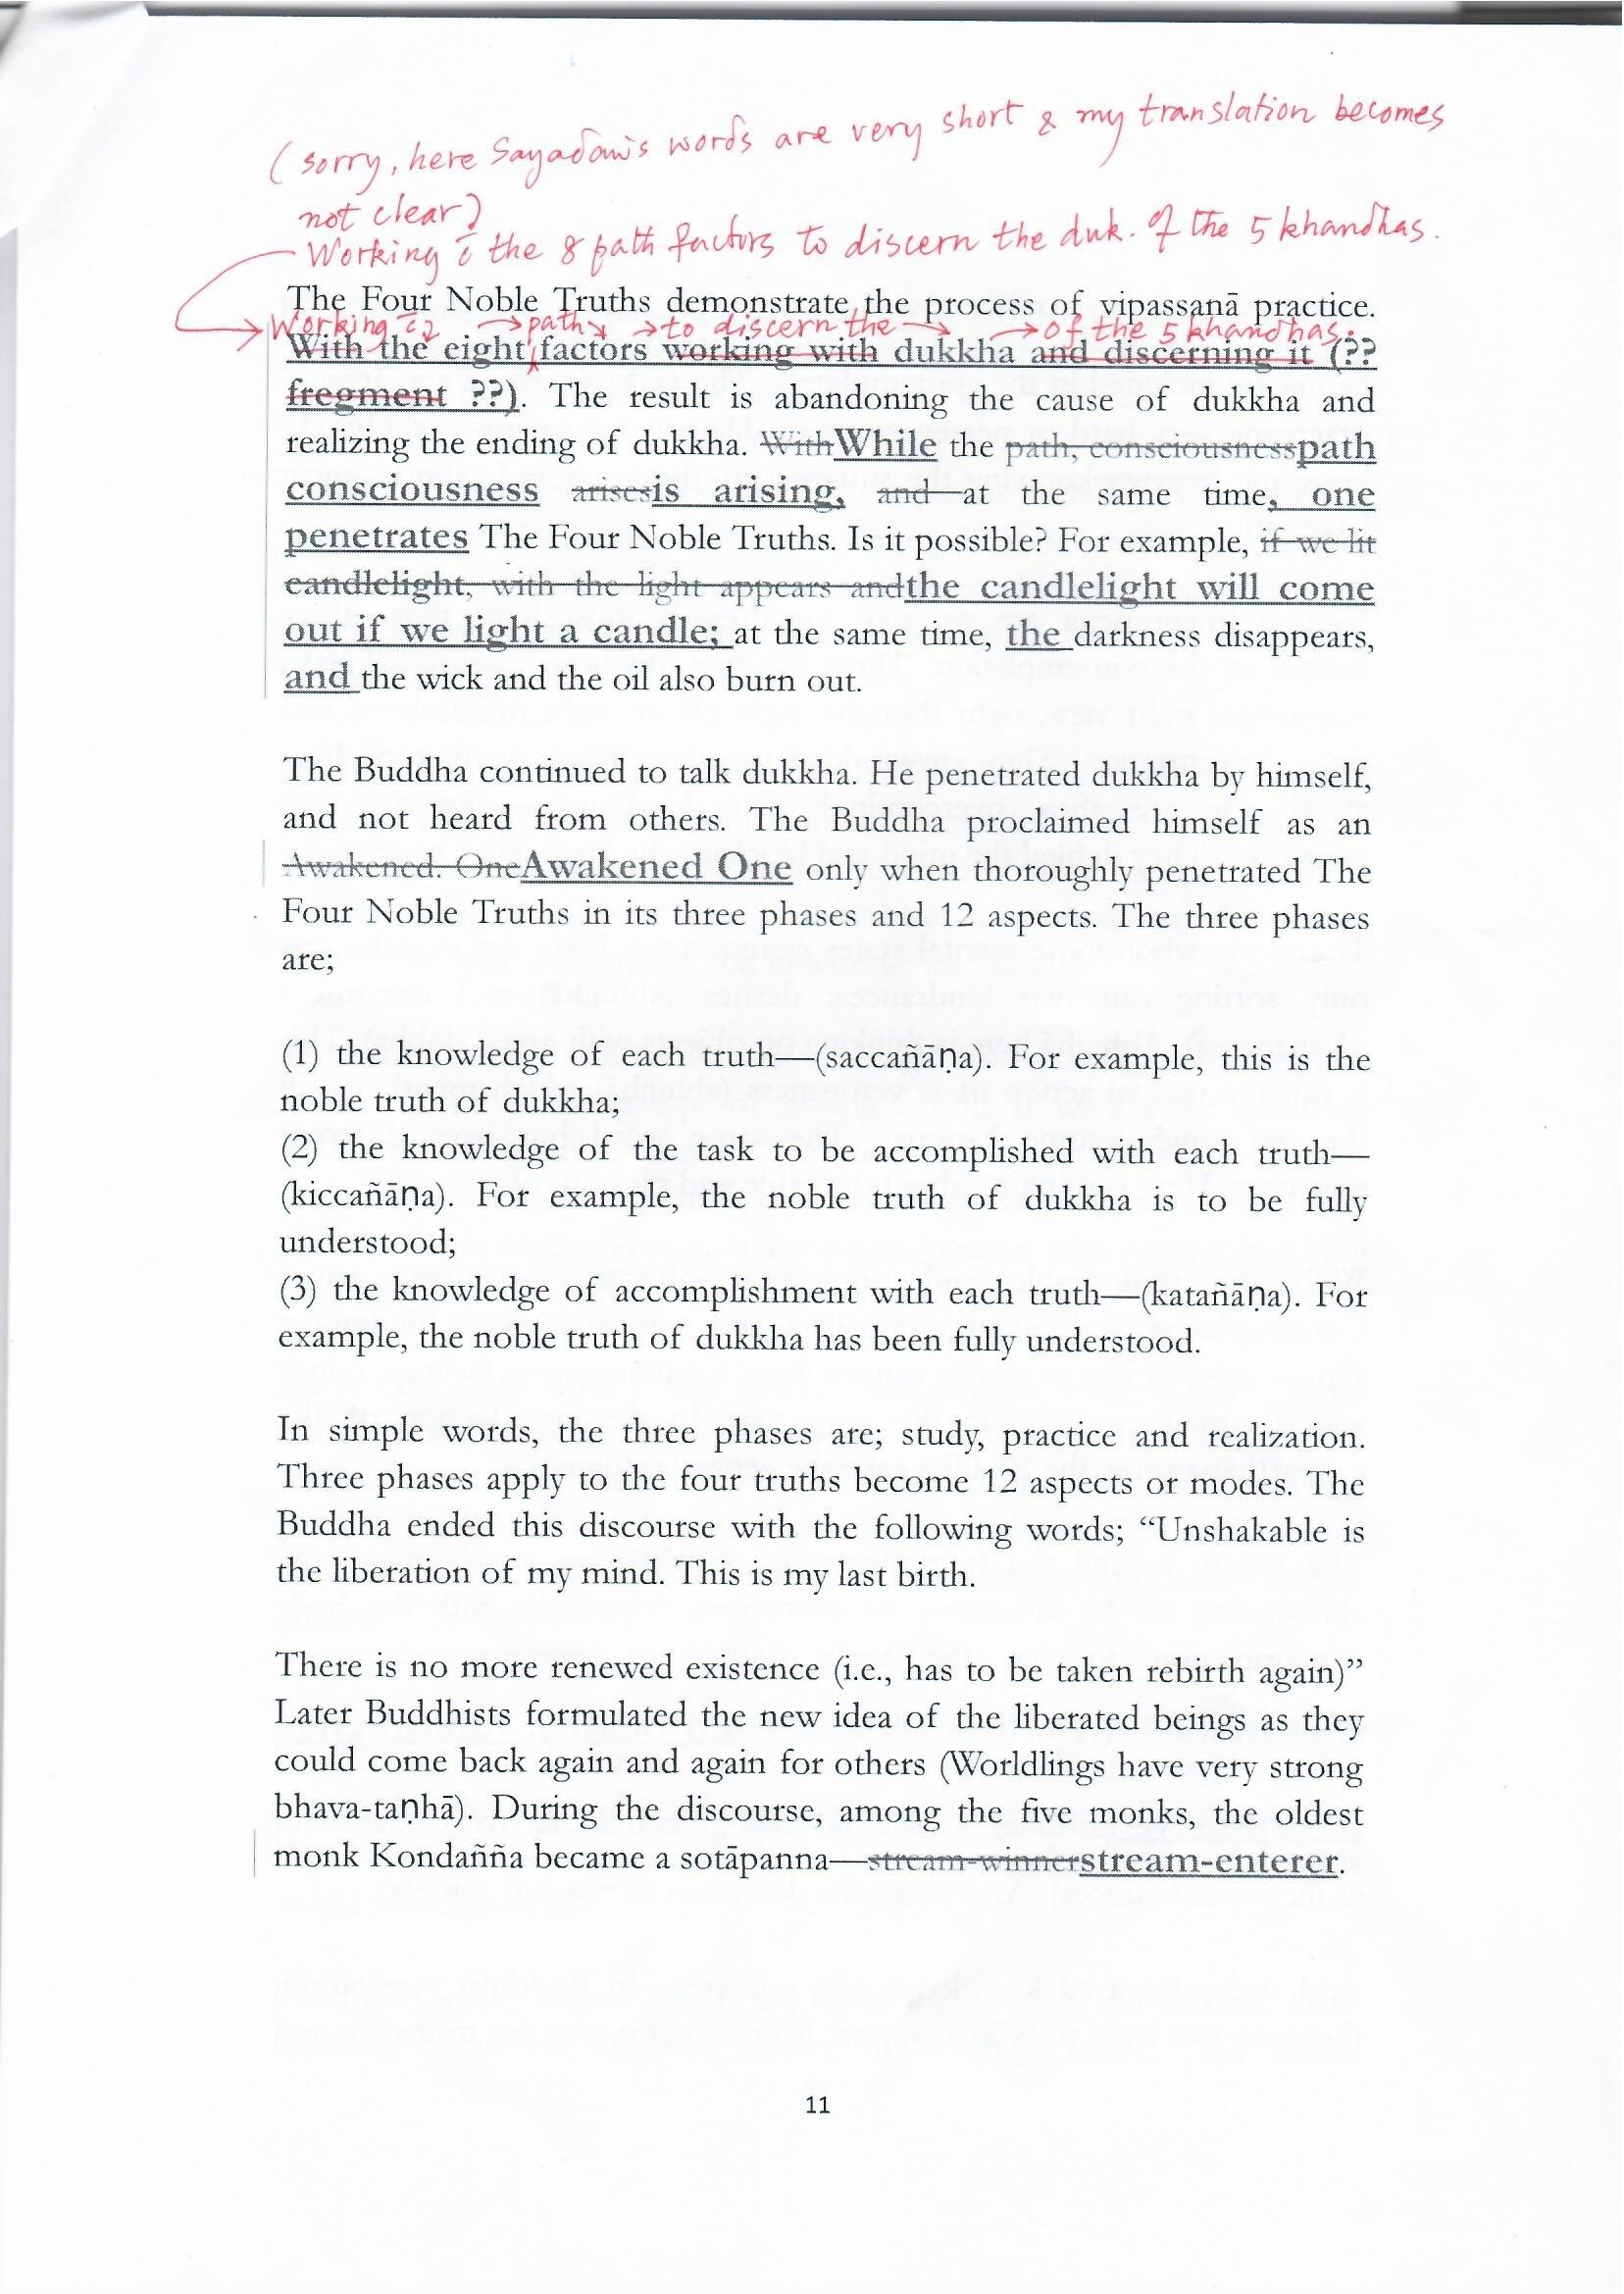 (sorry, here Sayadaw's words are very short & my translation becomes
not clear)
Working c̄ the 8 path factors to discern the duk. of the 5 khandhas.
The Four Noble Truths demonstrate the process of vipassanā practice.
Working c̄ → path → to discern the → → of the 5 khandhas.
With the eight factors working with dukkha and discerning it (??
fregment ??). The result is abandoning the cause of dukkha and
realizing the ending of dukkha. WithWhile the path, consciousnesspath
consciousness arisesis arising, and at the same time, one
penetrates The Four Noble Truths. Is it possible? For example, if we lit
candlelight, with the light appears andthe candlelight will come
out if we light a candle; at the same time, the darkness disappears,
and the wick and the oil also burn out.
The Buddha continued to talk dukkha. He penetrated dukkha by himself,
and not heard from others. The Buddha proclaimed himself as an
Awakened. OneAwakened One only when thoroughly penetrated The
Four Noble Truths in its three phases and 12 aspects. The three phases
are;
(1) the knowledge of each truth—(saccañāṇa). For example, this is the
noble truth of dukkha;
(2) the knowledge of the task to be accomplished with each truth—
(kiccañāṇa). For example, the noble truth of dukkha is to be fully
understood;
(3) the knowledge of accomplishment with each truth—(katañāṇa). For
example, the noble truth of dukkha has been fully understood.
In simple words, the three phases are; study, practice and realization.
Three phases apply to the four truths become 12 aspects or modes. The
Buddha ended this discourse with the following words; “Unshakable is
the liberation of my mind. This is my last birth.
There is no more renewed existence (i.e., has to be taken rebirth again)”
Later Buddhists formulated the new idea of the liberated beings as they
could come back again and again for others (Worldlings have very strong
bhava-taṇhā). During the discourse, among the five monks, the oldest
monk Kondañña became a sotāpanna—stream-winnerstream-enterer.
11